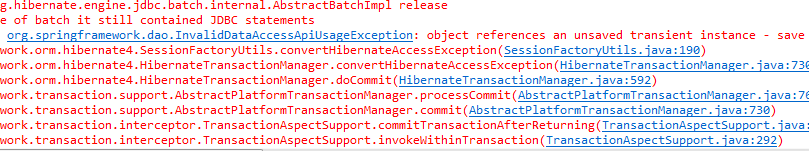 g.hibernate.engine.jdbc.batch.internal.AbstractBatchImpl release
e of batch it still contained JDBC statements
org.springframework.dao.InvalidDataAccessApiUsageException: object references an unsaved transient instance - save
work.orm.hibernate4.SessionFactoryUtils.convertHibernateAccessException(SessionFactoryUtils.java:190)
work.orm.hibernate4.HibernateTransactionManager.convertHibernateAccessException(HibernateTransactionManager.java:730
work.orm.hibernate4.HibernateTransactionManager.doCommit(HibernateTransactionManager.java:592)
work.transaction.support.AbstractPlatformTransactionManager.processCommit(AbstractPlatformTransactionManager.java:76
work.transaction.support.AbstractPlatformTransactionManager.commit(AbstractPlatformTransactionManager.java:730)
work.transaction.interceptor.TransactionAspectSupport.commitTransactionAfterReturning(TransactionAspectSupport.java:
work.transaction.interceptor.TransactionAspectSupport.invokeWithinTransaction(TransactionAspectSupport.java:292)